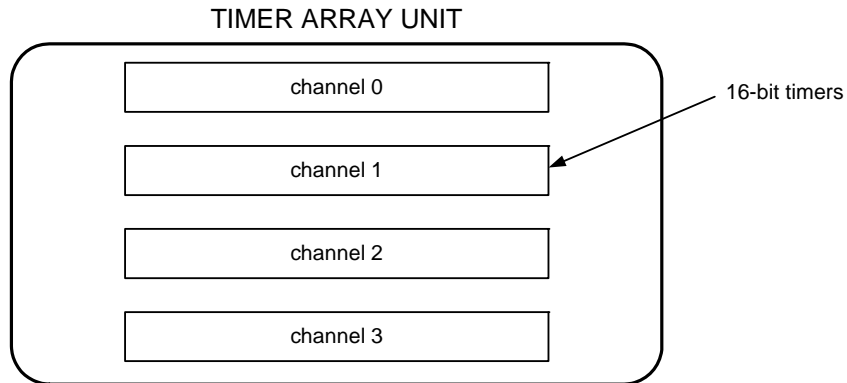 TIMER ARRAY UNIT
channel 0
16-bit timers
channel 1
channel 2
channel 3